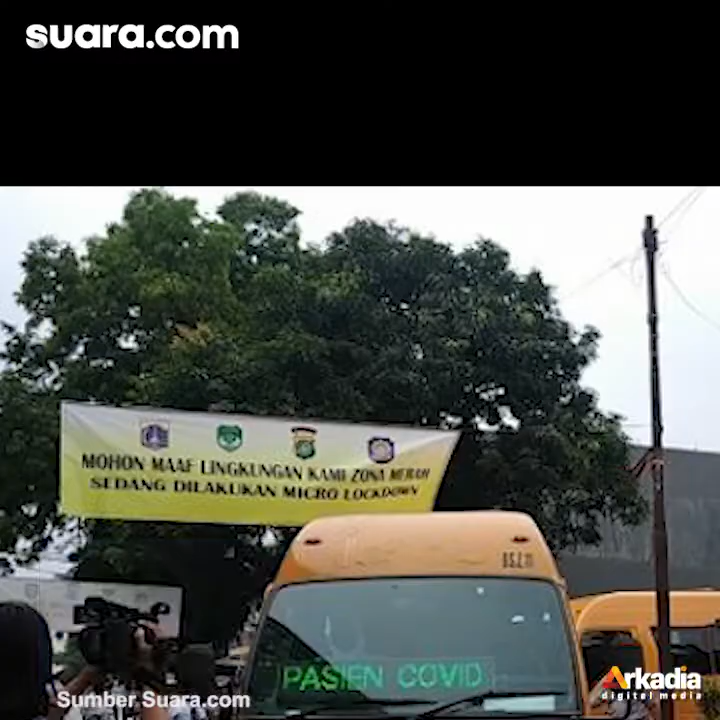 suara.com
MOHON MAAF LINGKUNGAN KAMI ZONA MERAH
SEDANG DILAKUKAN MICRO LOCKDOWN
PASIEN COVID
Sumber Suara.com
Arkadia
digital media